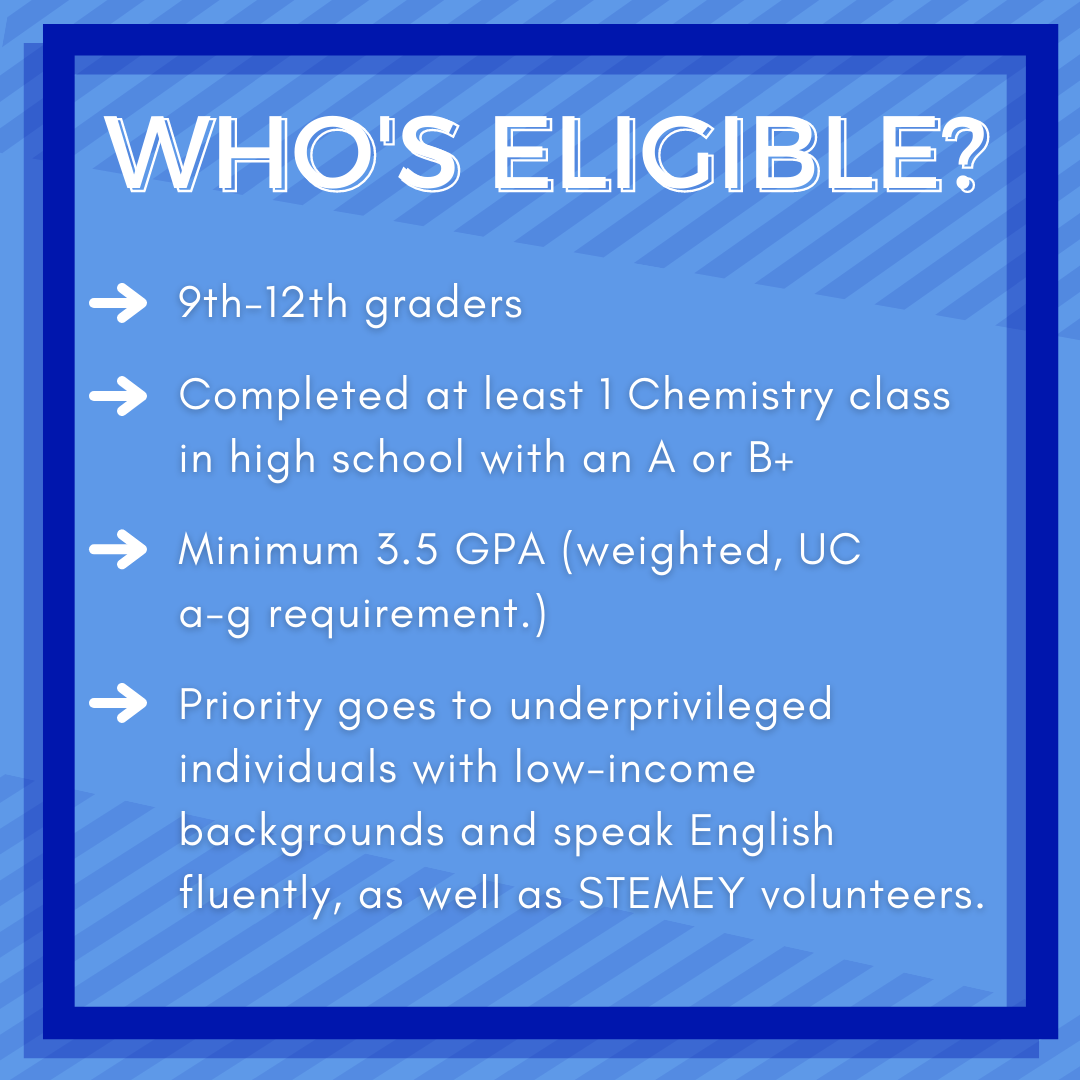 WHO'S ELIGIBLE?
9th-12th graders
Completed at least 1 Chemistry class
in high school with an A or B+
Minimum 3.5 GPA (weighted, UC
a-g requirement.)
Priority goes to underprivileged
individuals with low-income
backgrounds and speak English
fluently, as well as STEMEY volunteers.